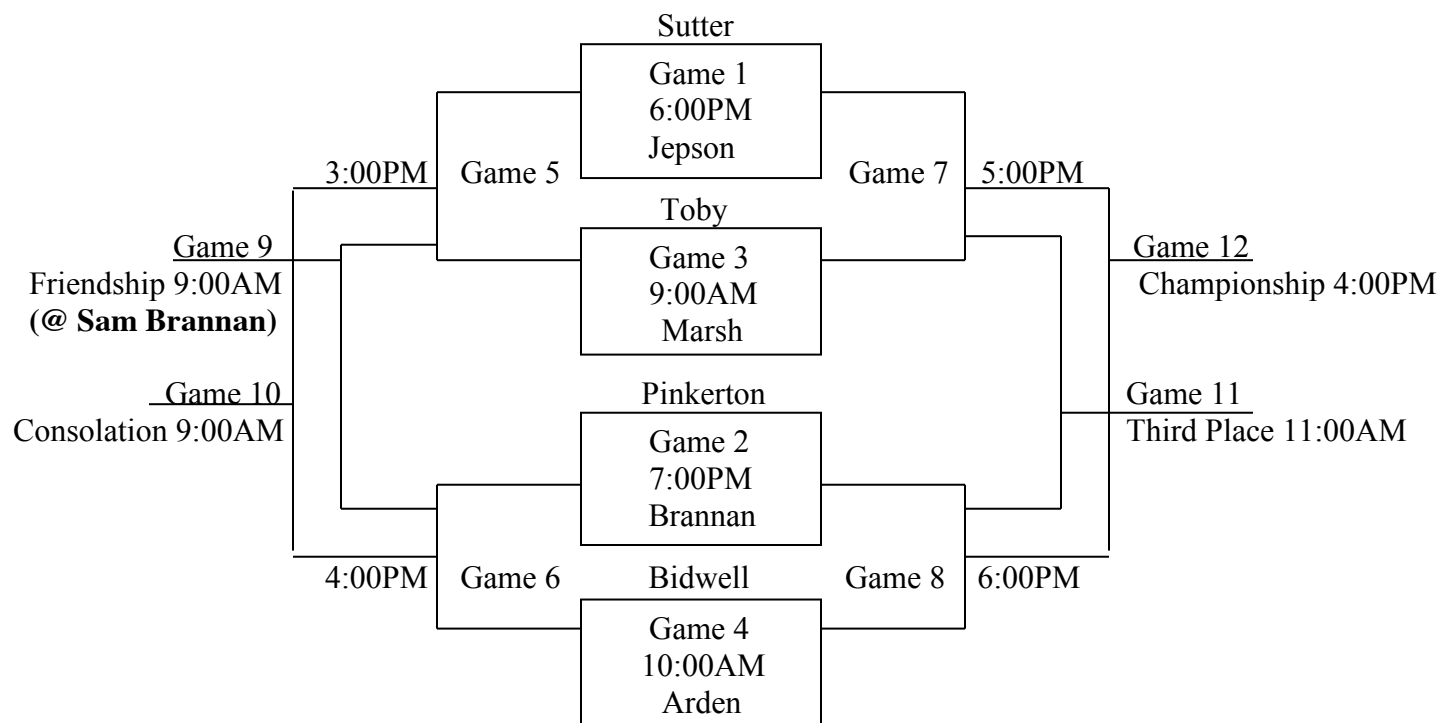 Sutter
Game 1
6:00PM
Jepson
3:00PM
Game 5
Game 7
5:00PM
Toby
Game 9
Friendship 9:00AM
(@ Sam Brannan)
Game 3
9:00AM
Marsh
Game 12
Championship 4:00PM
Game 10
Consolation 9:00AM
Pinkerton
Game 2
7:00PM
Brannan
Game 11
Third Place 11:00AM
4:00PM
Game 6
Bidwell
Game 8
6:00PM
Game 4
10:00AM
Arden